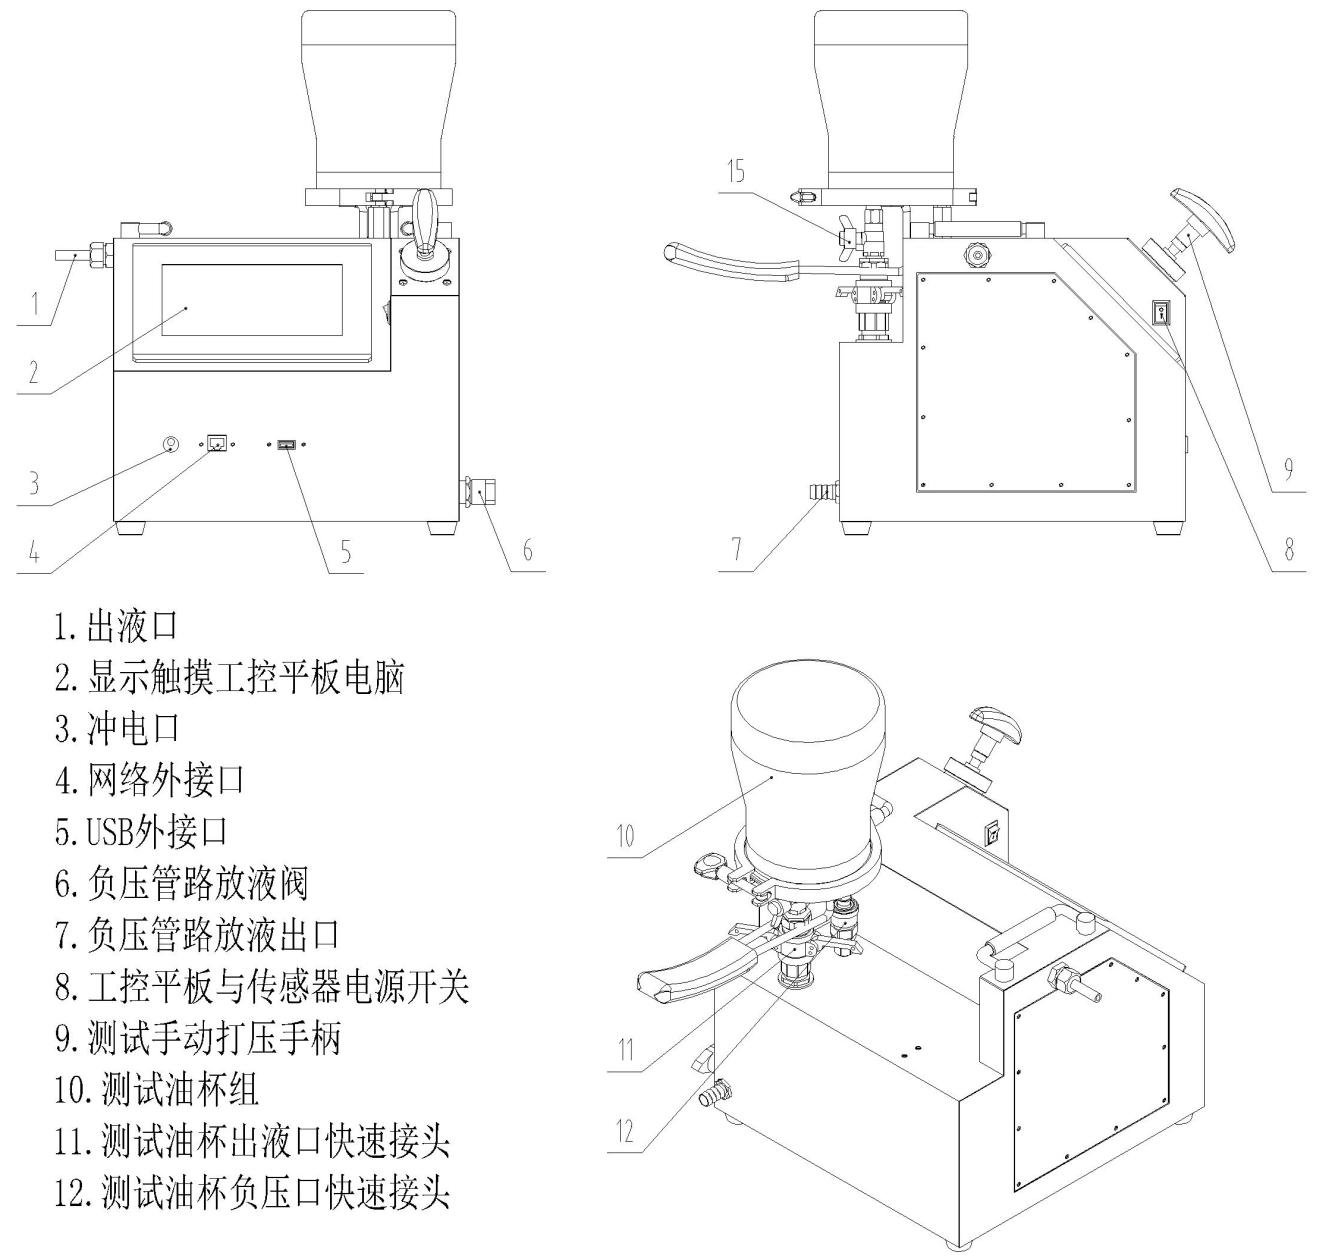 15
1
2
3
4
5
6
7
8
9
1.出液口
2.显示触摸工控平板电脑
3.冲电口
4.网络外接口
5.USB外接口
6.负压管路放液阀
7.负压管路放液出口
8.工控平板与传感器电源开关
9.测试手动打压手柄
10.测试油杯组
11.测试油杯出液口快速接头
12.测试油杯负压口快速接头
10
11
12